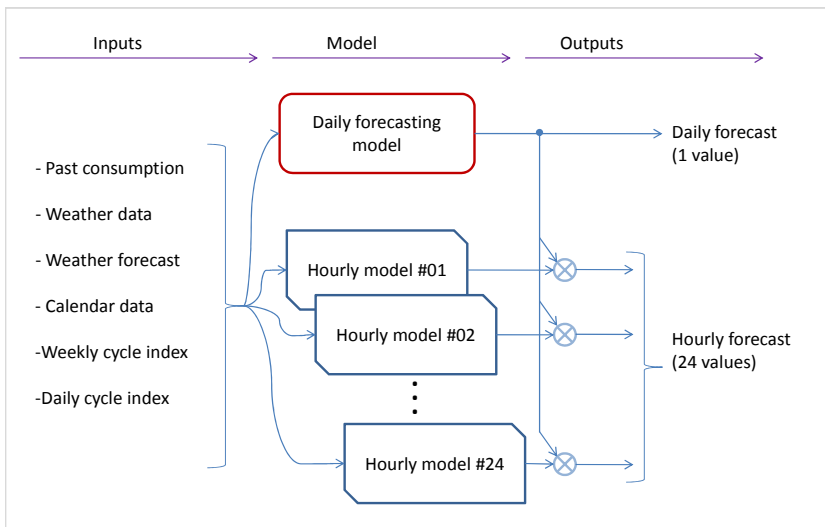 Inputs
Model
Outputs
Daily forecasting
model
Daily forecast
(1 value)
- Past consumption
- Weather data
- Weather forecast
- Calendar data
-Weekly cycle index
-Daily cycle index
Hourly model #01
Hourly model #02
Hourly model #24
Hourly forecast
(24 values)